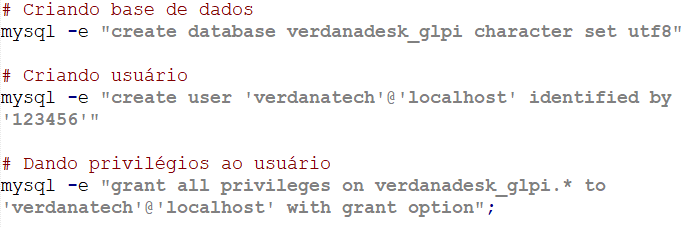 # Criando base de dados
mysql -e "create database verdanadesk_glpi character set utf8"
# Criando usuário
mysql -e "create user 'verdanatech'@'localhost' identified by
'123456'"
# Dando privilégios ao usuário
mysql -e "grant all privileges on verdanadesk_glpi.* to
'verdanatech'@'localhost' with grant option";